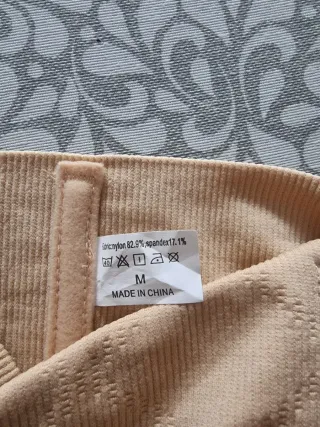 nylon 82.9%,spandex17.1%
M
MADE IN CHINA